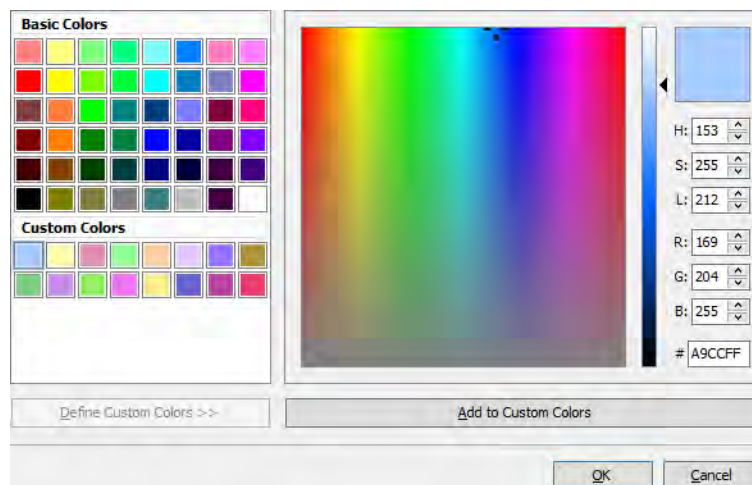 Basic Colors
Custom Colors
H: 153
S: 255
L: 212
R: 169
G: 204
B: 255
# A9CCFF
Define Custom Colors >>
Add to Custom Colors
OK
Cancel